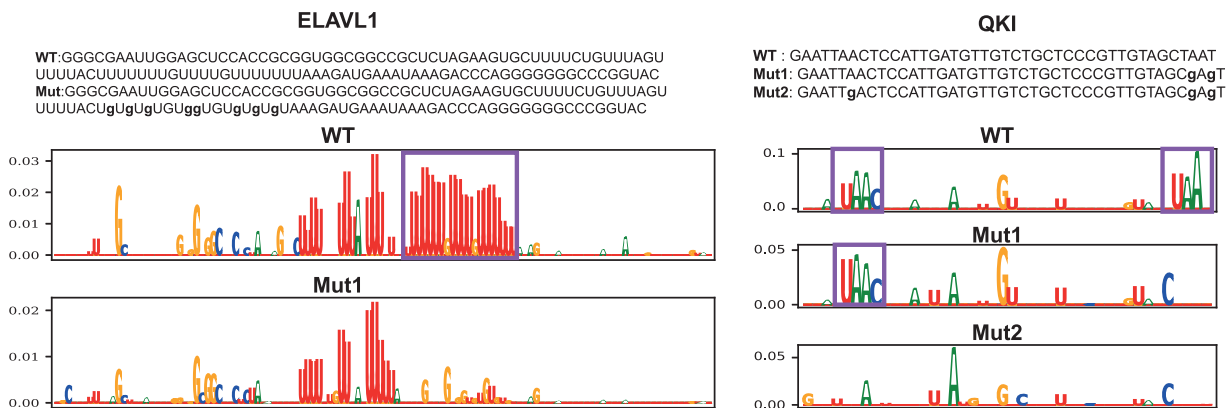 ELAVL1
WT:GGGCGAAUUGGAGCUCCACCGCGGUGGCGGCCGCUCUAGAAGUGCUUUUCUGUUUAGU
UUUUACUUUUUUUGUUUUGUUUUUUUAAAGAUGAAAUAAAGACCCAGGGGGGGCCCGGUAC
Mut:GGGCGAAUUGGAGCUCCACCGCGGUGGCGGCCGCUCUAGAAGUGCUUUUCUGUUUAGU
UUUUACUgUgUgUGUggUGUgUgUgUAAAGAUGAAAUAAAGACCCAGGGGGGGCCCGGUAC
WT
0.03
0.02
0.01
0.00
Mut1
0.02
0.01
0.00
QKI
WT : GAATTAACTCCATTGATGTTGTCTGCTCCCGTTGTAGCTAAT
Mut1: GAATTAACTCCATTGATGTTGTCTGCTCCCGTTGTAGCgAgT
Mut2: GAATTgACTCCATTGATGTTGTCTGCTCCCGTTGTAGCgAgT
WT
0.1
0.0
Mut1
0.05
0.00
Mut2
0.05
0.00